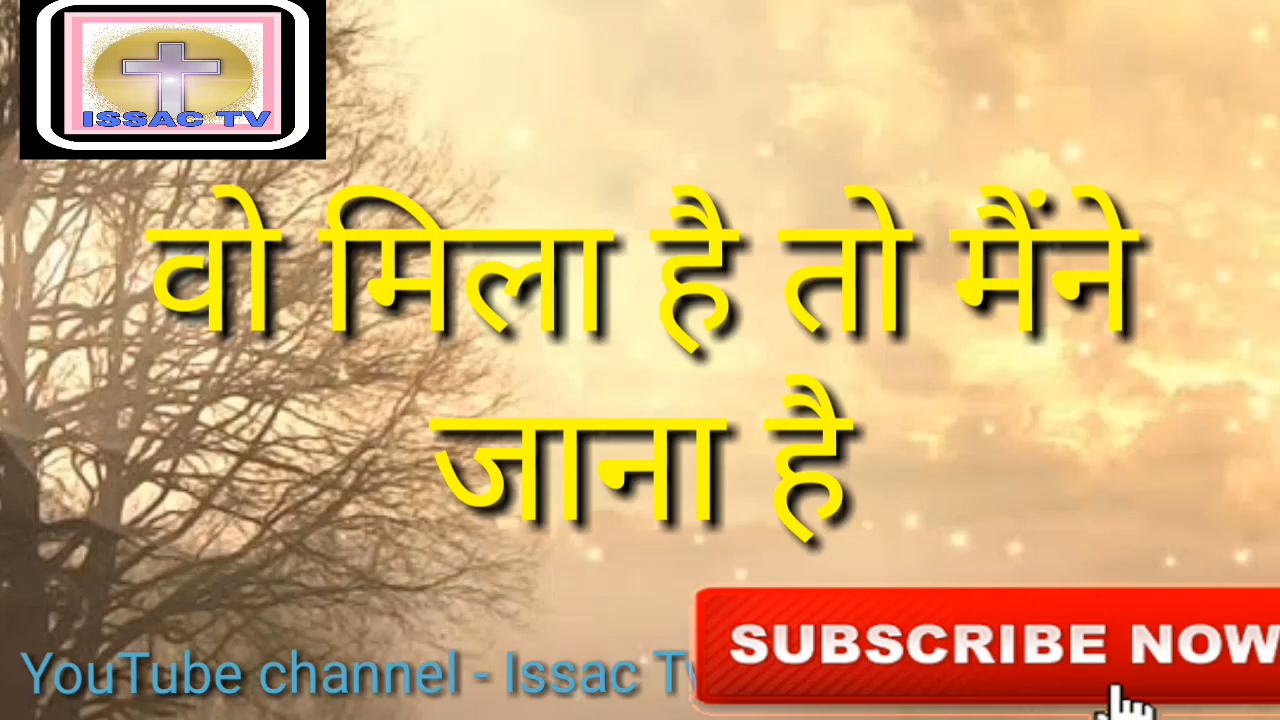 ISSAC TV
वो मिला है तो मैंने
जाना है
SUBSCRIBE NOW
YouTube channel - Issac Tv